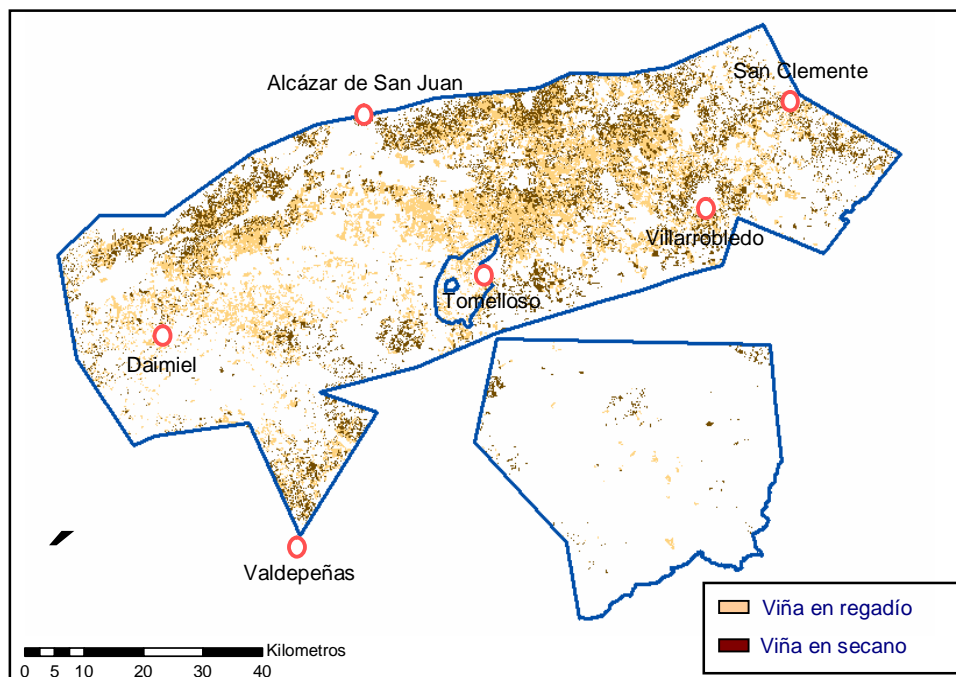 San Clemente
Alcázar de San Juan
Villarrobledo
Tomelloso
Daimiel
Valdepeñas
Viña en regadío
Viña en secano
Kilometros
0 5 10 20 30 40